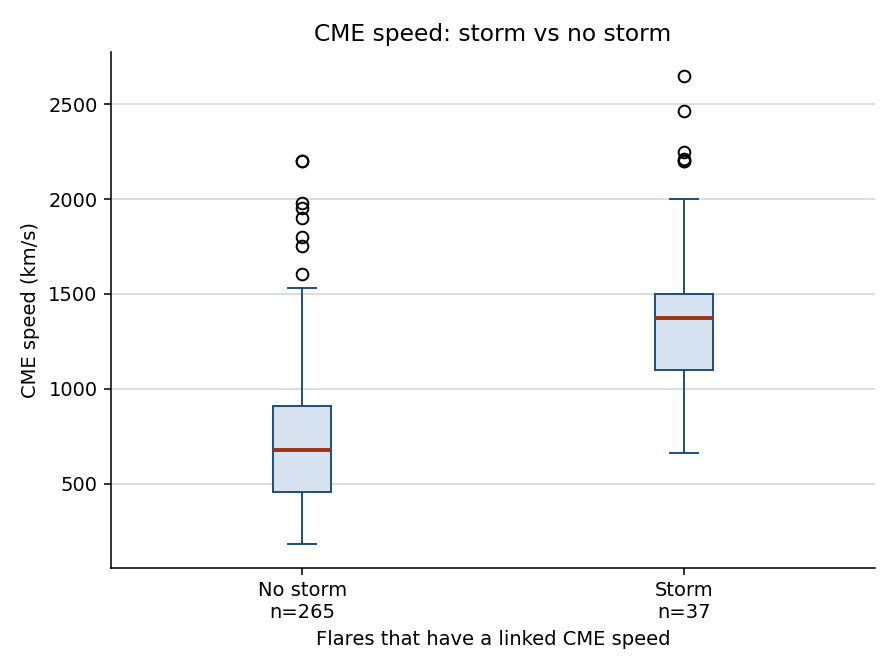 CME speed: storm vs no storm
CME speed (km/s)
2500
2000
1500
1000
500
No storm
n=265
Storm
n=37
Flares that have a linked CME speed